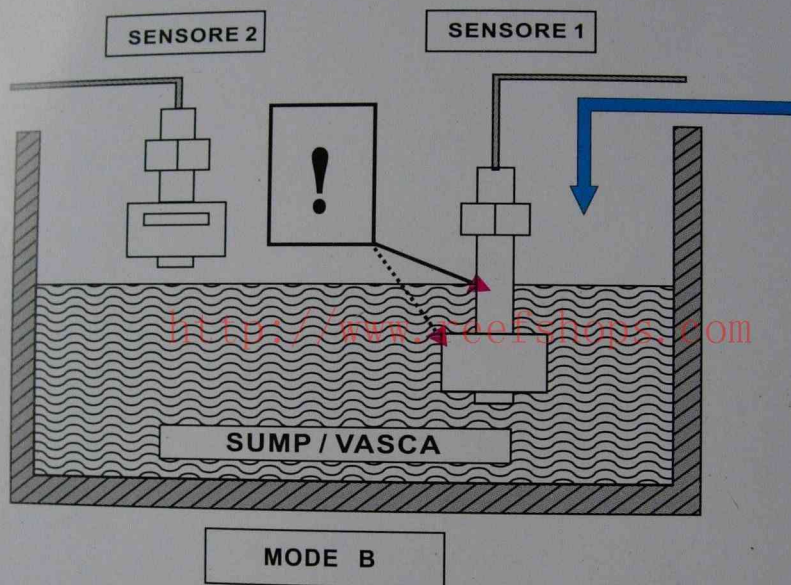 SENSORE 2
SENSORE 1
!
http://www.reefshops.com
SUMP / VASCA
MODE B